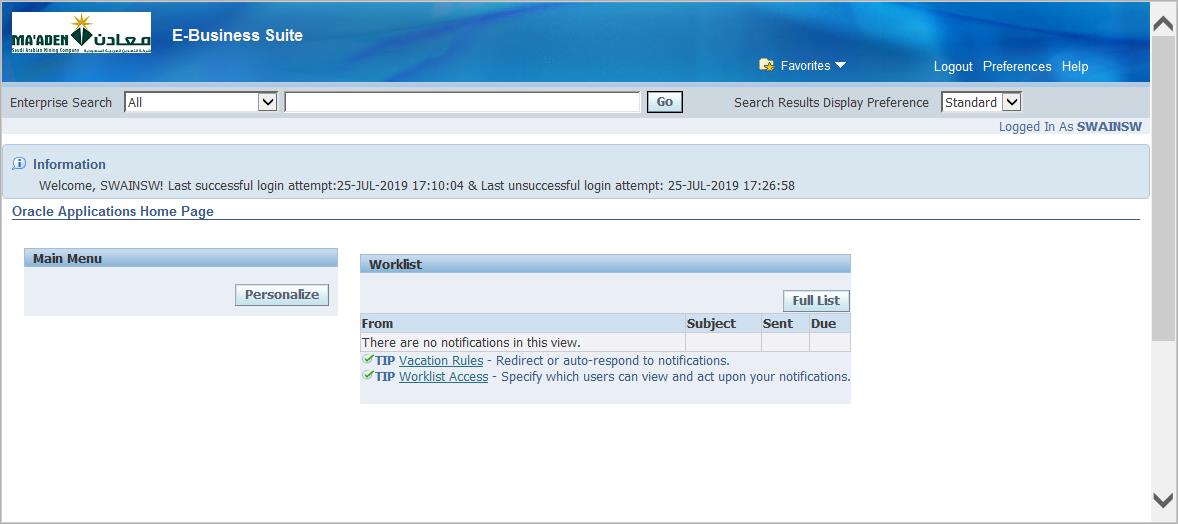 MA'ADEN معادن
Saudi Arabian Mining Company شركة التعدين العربية السعودية
E-Business Suite
Favorites
Logout Preferences Help
Enterprise Search All Go Search Results Display Preference Standard
Logged In As SWAINSW
Information
Welcome, SWAINSW! Last successful login attempt:25-JUL-2019 17:10:04 & Last unsuccessful login attempt: 25-JUL-2019 17:26:58
Oracle Applications Home Page
Main Menu
Personalize
Worklist
Full List
From Subject Sent Due
There are no notifications in this view.
TIP Vacation Rules - Redirect or auto-respond to notifications.
TIP Worklist Access - Specify which users can view and act upon your notifications.